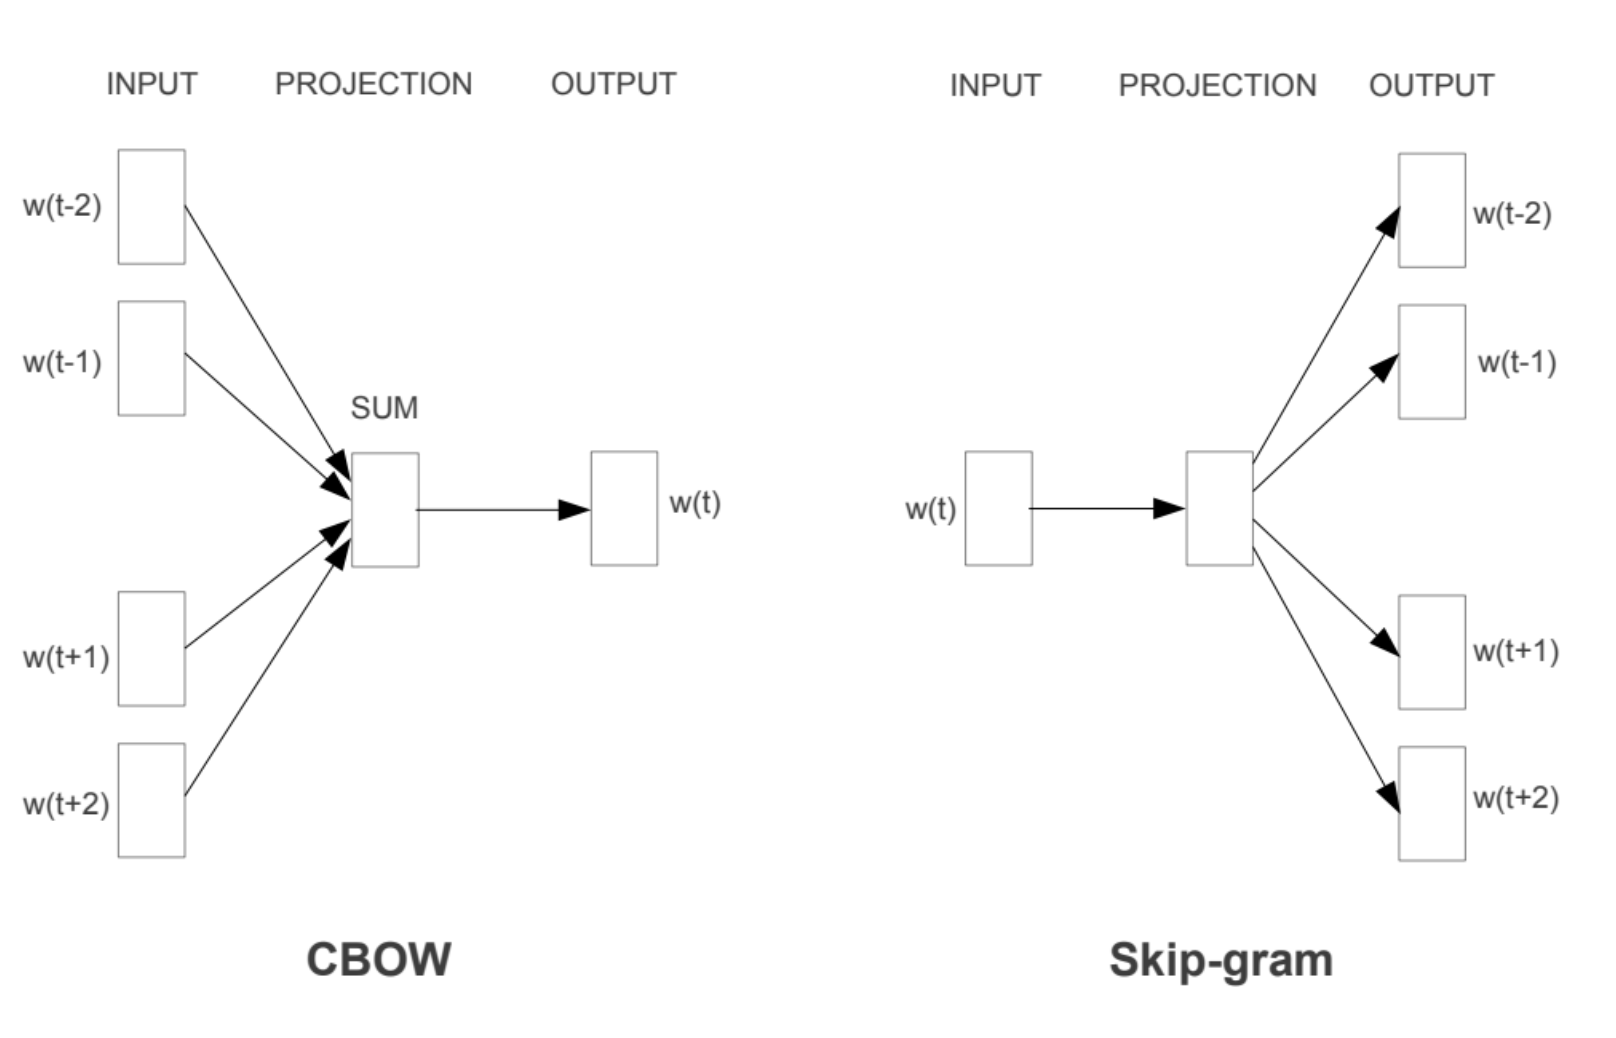 INPUT PROJECTION OUTPUT
w(t-2)
w(t-1)
SUM
w(t)
w(t+1)
w(t+2)
CBOW
INPUT PROJECTION OUTPUT
w(t-2)
w(t-1)
w(t)
w(t+1)
w(t+2)
Skip-gram